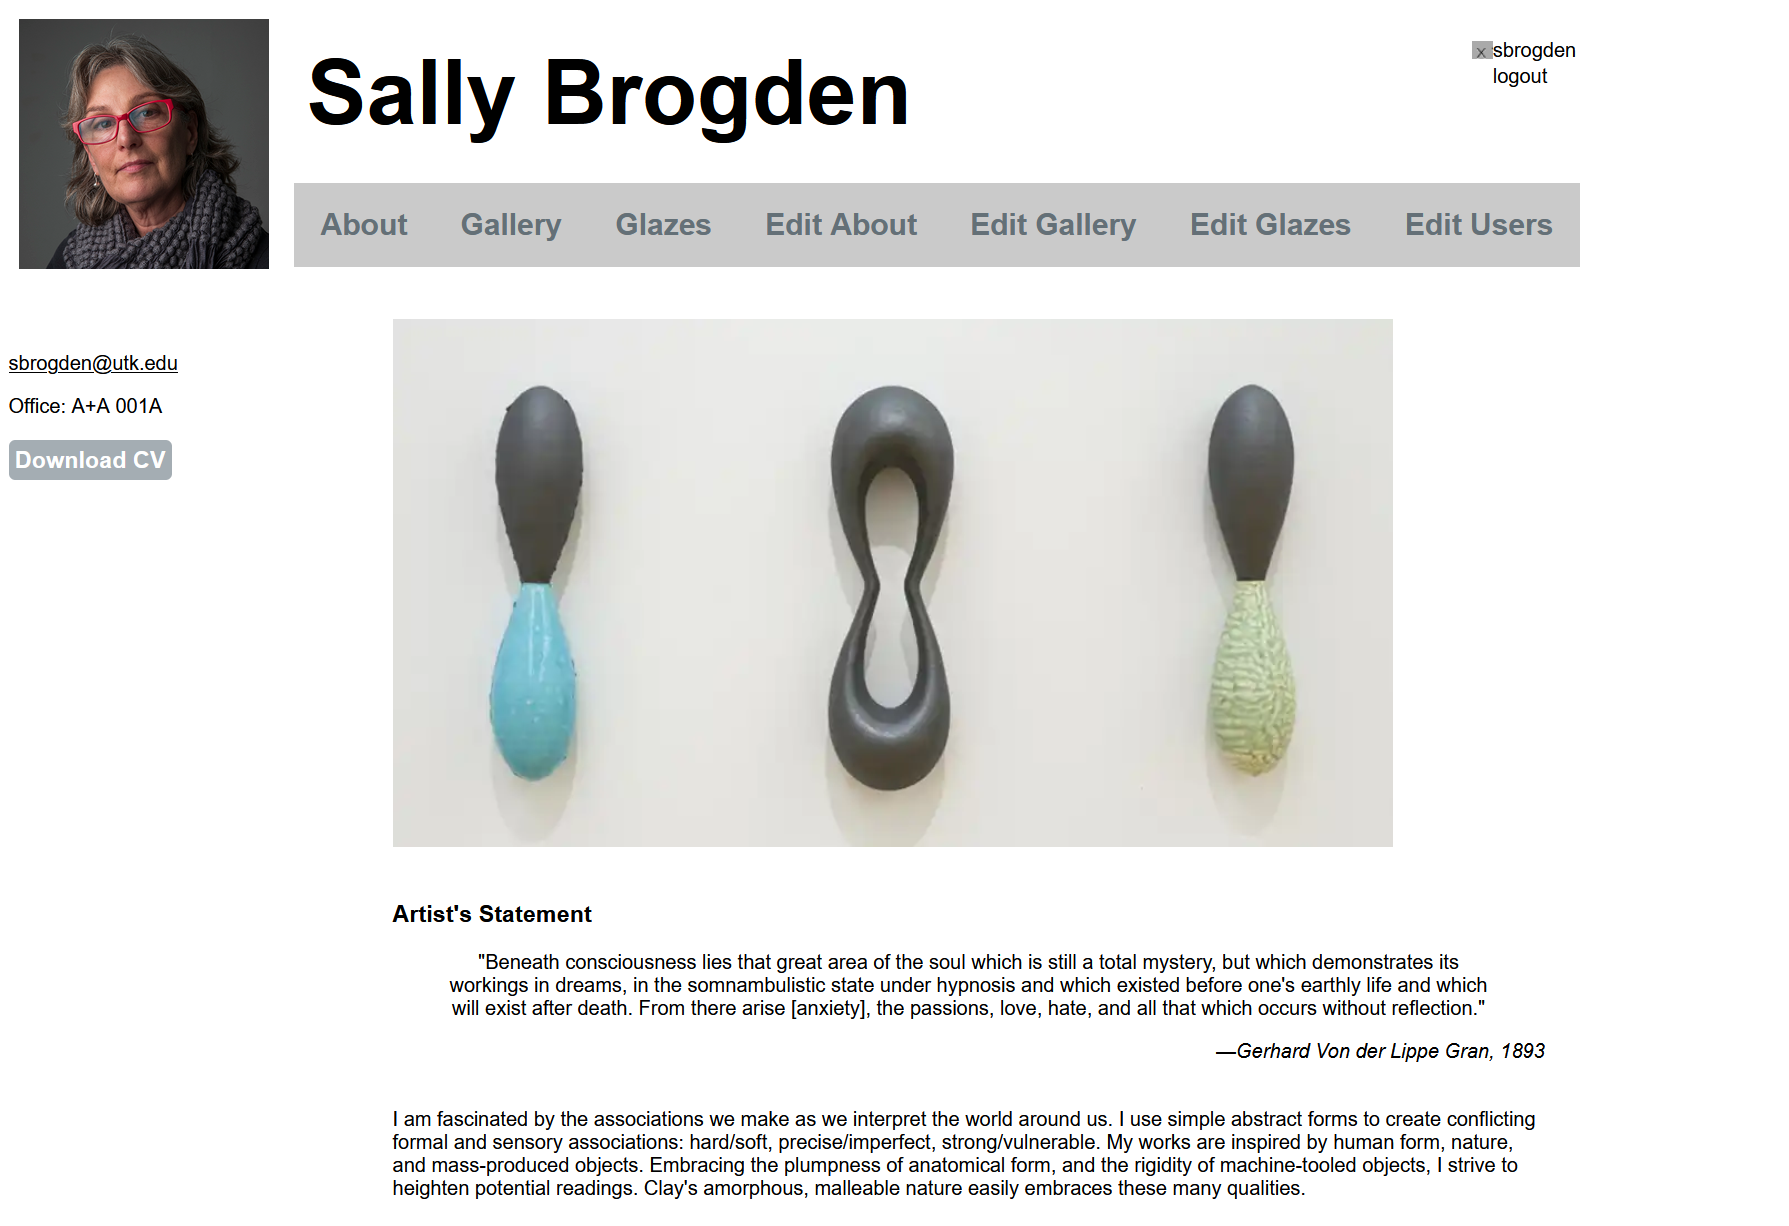 Sally Brogden
x sbrogden
logout
About Gallery Glazes Edit About Edit Gallery Edit Glazes Edit Users
sbrogden@utk.edu
Office: A+A 001A
Download CV
Artist's Statement
"Beneath consciousness lies that great area of the soul which is still a total mystery, but which demonstrates its
workings in dreams, in the somnambulistic state under hypnosis and which existed before one's earthly life and which
will exist after death. From there arise [anxiety], the passions, love, hate, and all that which occurs without reflection."
—Gerhard Von der Lippe Gran, 1893
I am fascinated by the associations we make as we interpret the world around us. I use simple abstract forms to create conflicting
formal and sensory associations: hard/soft, precise/imperfect, strong/vulnerable. My works are inspired by human form, nature,
and mass-produced objects. Embracing the plumpness of anatomical form, and the rigidity of machine-tooled objects, I strive to
heighten potential readings. Clay's amorphous, malleable nature easily embraces these many qualities.